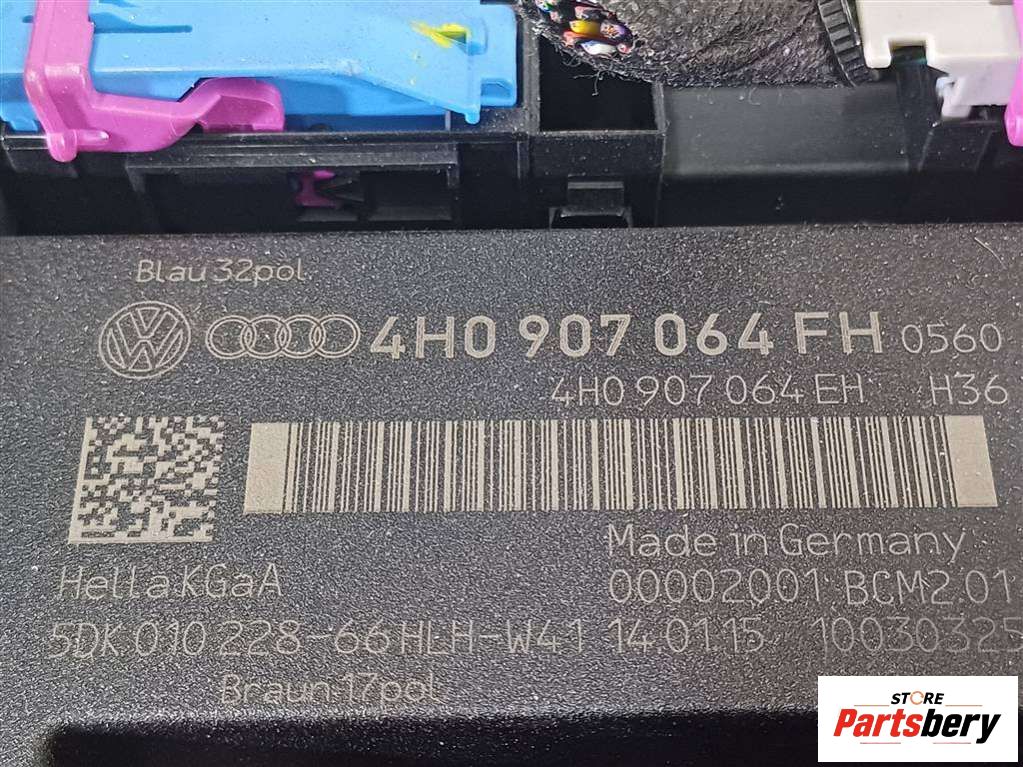 Blau 32pol.
4H0 907 064 FH 0560
4H0 907 064 EH H36
Made in Germany
Hella KGaA 00002001 BCM2.01
5DK 010 228-66 HLH-W41 14.01.15 10030325
Braun 17pol
STORE
Partsbery